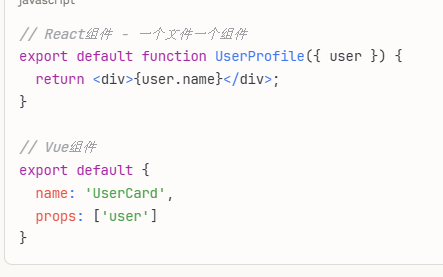 javascript
// React组件 - 一个文件一个组件
export default function UserProfile({ user }) {
  return <div>{user.name}</div>;
}

// Vue组件
export default {
  name: 'UserCard',
  props: ['user']
}